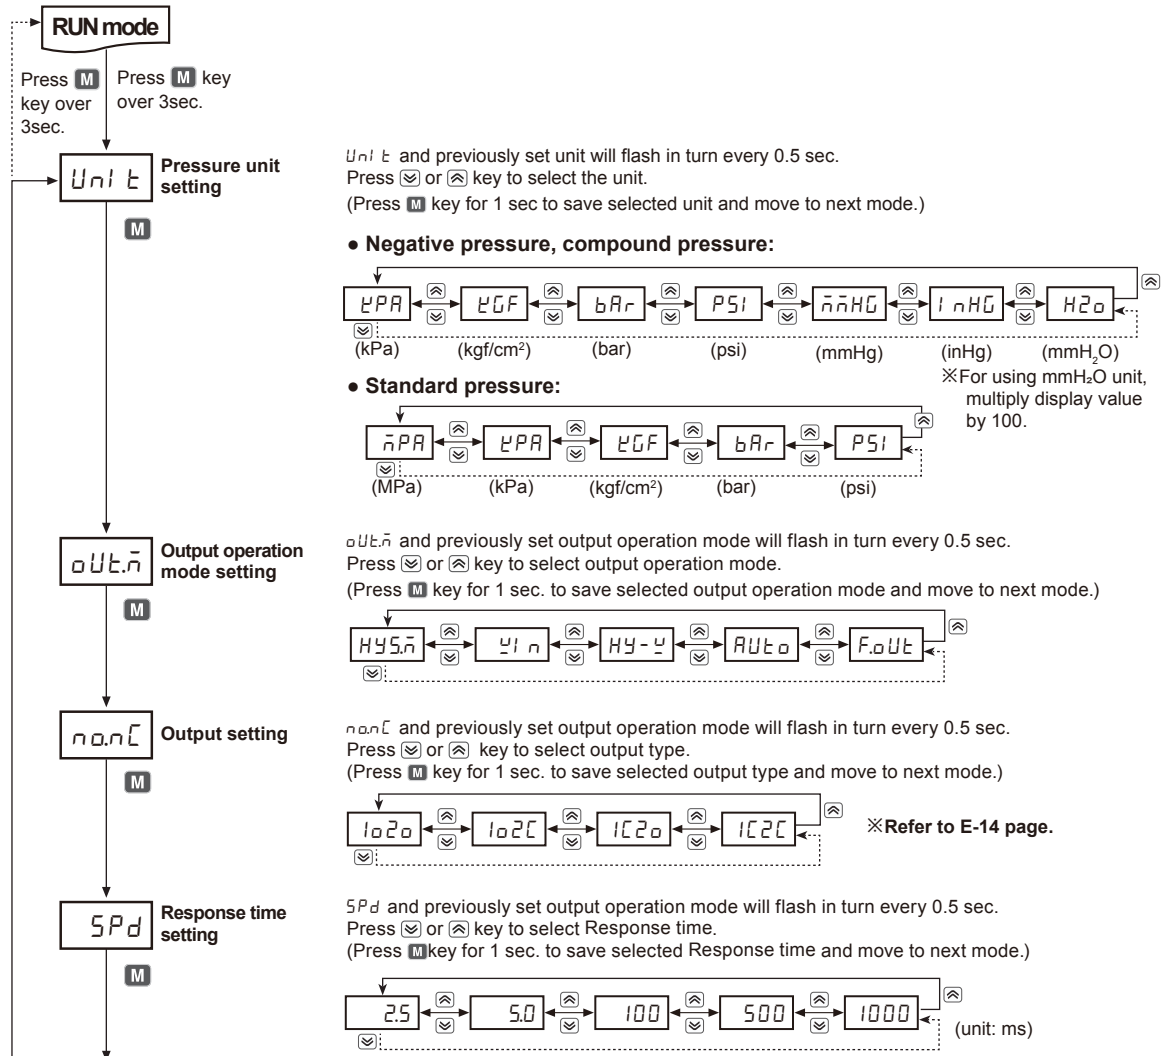 RUN mode
Press M key over 3sec.
Press M key over 3sec.
UnIt
Pressure unit setting
M
UnIt and previously set unit will flash in turn every 0.5 sec.
Press or key to select the unit.
(Press M key for 1 sec to save selected unit and move to next mode.)
● Negative pressure, compound pressure:
kPA kGF bAr PSI mmHG InHG H2o
(kPa) (kgf/cm²) (bar) (psi) (mmHg) (inHg) (mmH₂O)
※For using mmH₂O unit,
multiply display value
by 100.
● Standard pressure:
mPA kPA kGF bAr PSI
(MPa) (kPa) (kgf/cm²) (bar) (psi)
oUt.m
Output operation mode setting
M
oUt.m and previously set output operation mode will flash in turn every 0.5 sec.
Press or key to select output operation mode.
(Press M key for 1 sec. to save selected output operation mode and move to next mode.)
HYS.m WIn HY-W AUto F.oUt
no.nC
Output setting
M
no.nC and previously set output operation mode will flash in turn every 0.5 sec.
Press or key to select output type.
(Press M key for 1 sec. to save selected output type and move to next mode.)
1o2o 1o2C 1C2o 1C2C
※Refer to E-14 page.
SPd
Response time setting
M
SPd and previously set output operation mode will flash in turn every 0.5 sec.
Press or key to select Response time.
(Press M key for 1 sec. to save selected Response time and move to next mode.)
2.5 5.0 100 500 1000
(unit: ms)